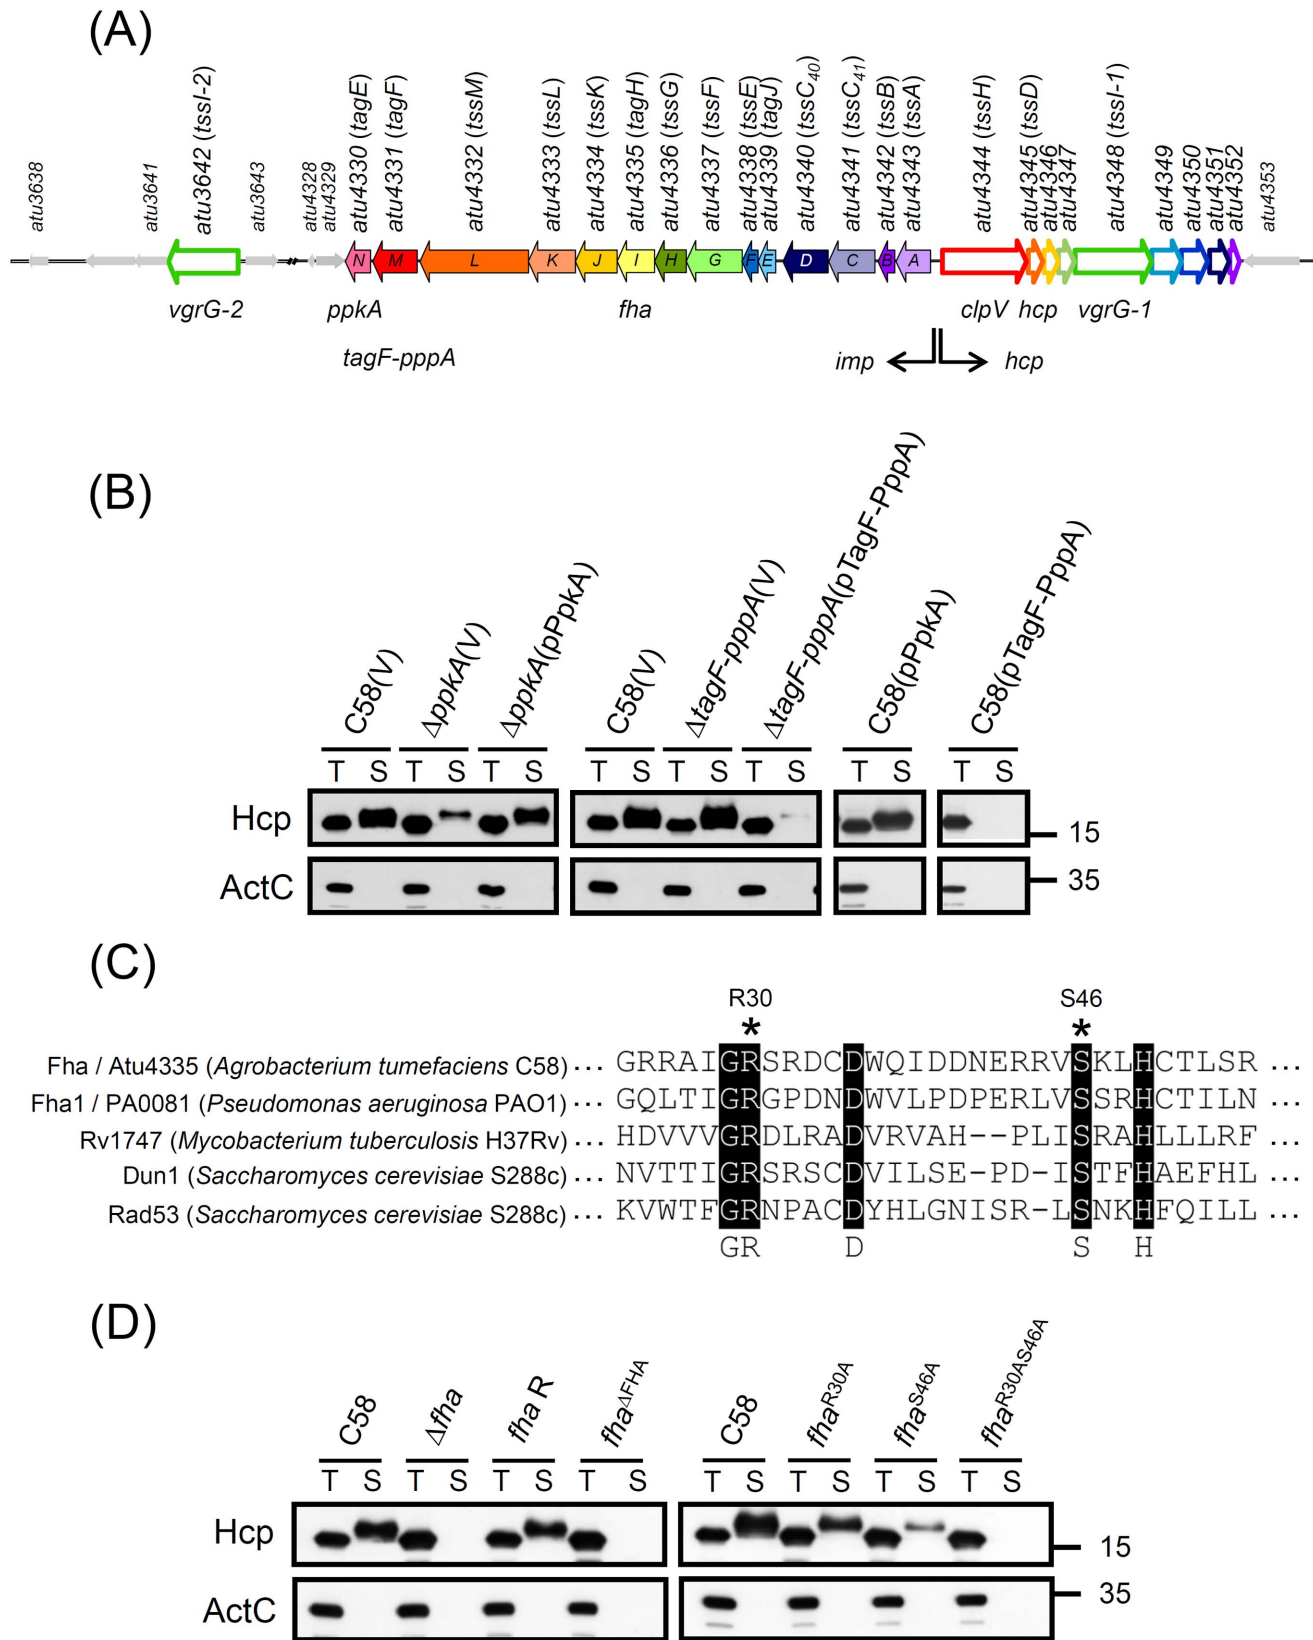 (A)
atu3638
atu3641
atu3642 (tssI-2)
atu3643
atu4328
atu4329
atu4330 (tagE)
atu4331 (tagF)
atu4332 (tssM)
atu4333 (tssL)
atu4334 (tssK)
atu4335 (tagH)
atu4336 (tssG)
atu4337 (tssF)
atu4338 (tssE)
atu4339 (tagJ)
atu4340 (tssC40)
atu4341 (tssC41)
atu4342 (tssB)
atu4343 (tssA)
atu4344 (tssH)
atu4345 (tssD)
atu4346
atu4347
atu4348 (tssI-1)
atu4349
atu4350
atu4351
atu4352
atu4353
N M L K J I H G F E D C B A
vgrG-2 ppkA fha clpV hcp vgrG-1
tagF-pppA imp hcp
(B)
C58(V) ΔppkA(V) ΔppkA(pPpkA) C58(V) ΔtagF-pppA(V) ΔtagF-pppA(pTagF-PppA) C58(pPpkA) C58(pTagF-PppA)
T S T S T S T S T S T S T S T S
Hcp 15
ActC 35
(C)
R30 S46
* *
Fha / Atu4335 (Agrobacterium tumefaciens C58) ... GRRAIGRSRDCDWQIDDNERRVSKLHCTLSR ...
Fha1 / PA0081 (Pseudomonas aeruginosa PAO1) ... GQLTIGRGPDNDWVLPDPERLVSSRHCTILN ...
Rv1747 (Mycobacterium tuberculosis H37Rv) ... HDVVVGRDLRADVRVAH--PLISRAHLLLRF ...
Dun1 (Saccharomyces cerevisiae S288c) ... NVTTIGRSRSCDVILSE-PD-ISTFHAEFHL ...
Rad53 (Saccharomyces cerevisiae S288c) ... KVWTFGRNPACDYHLGNISR-LSNKHFQILL ...
GR D S H
(D)
C58 Δfha fha R fhaΔFHA C58 fhaR30A fhaS46A fhaR30AS46A
T S T S T S T S T S T S T S T S
Hcp 15
ActC 35